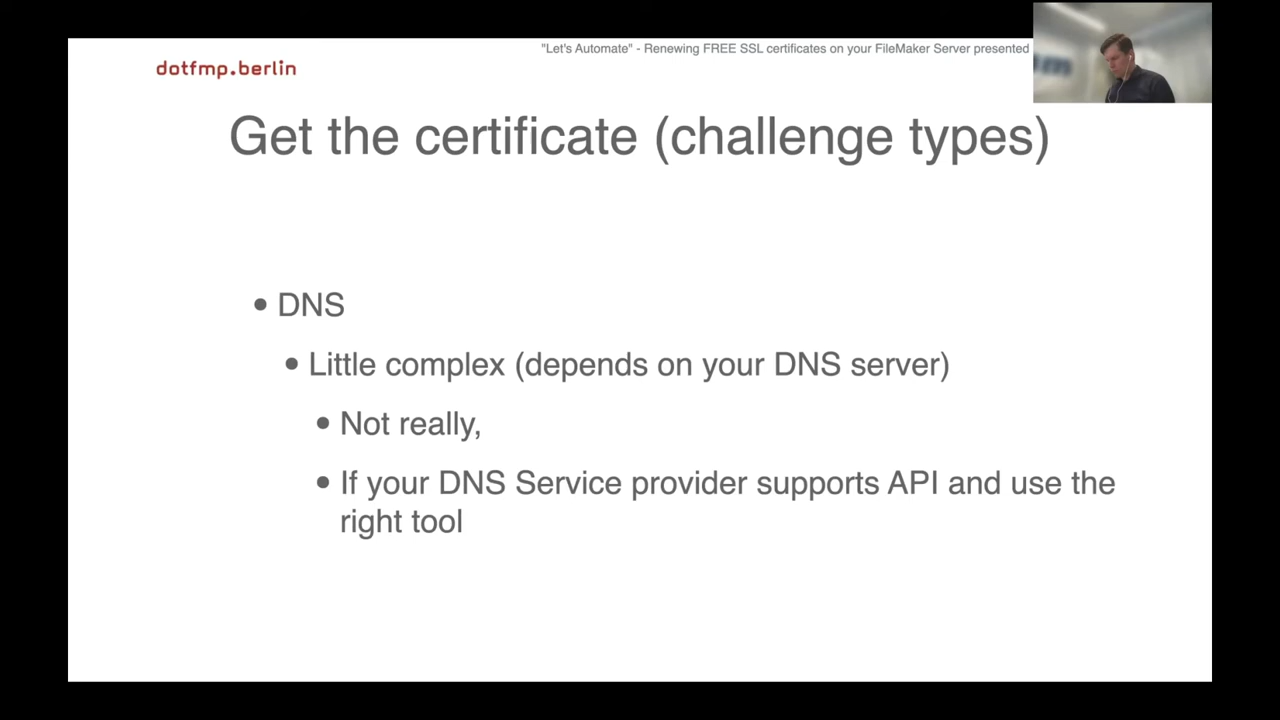 "Let's Automate" - Renewing FREE SSL certificates on your FileMaker Server presented
dotfmp.berlin
Get the certificate (challenge types)
• DNS
• Little complex (depends on your DNS server)
• Not really,
• If your DNS Service provider supports API and use the
right tool